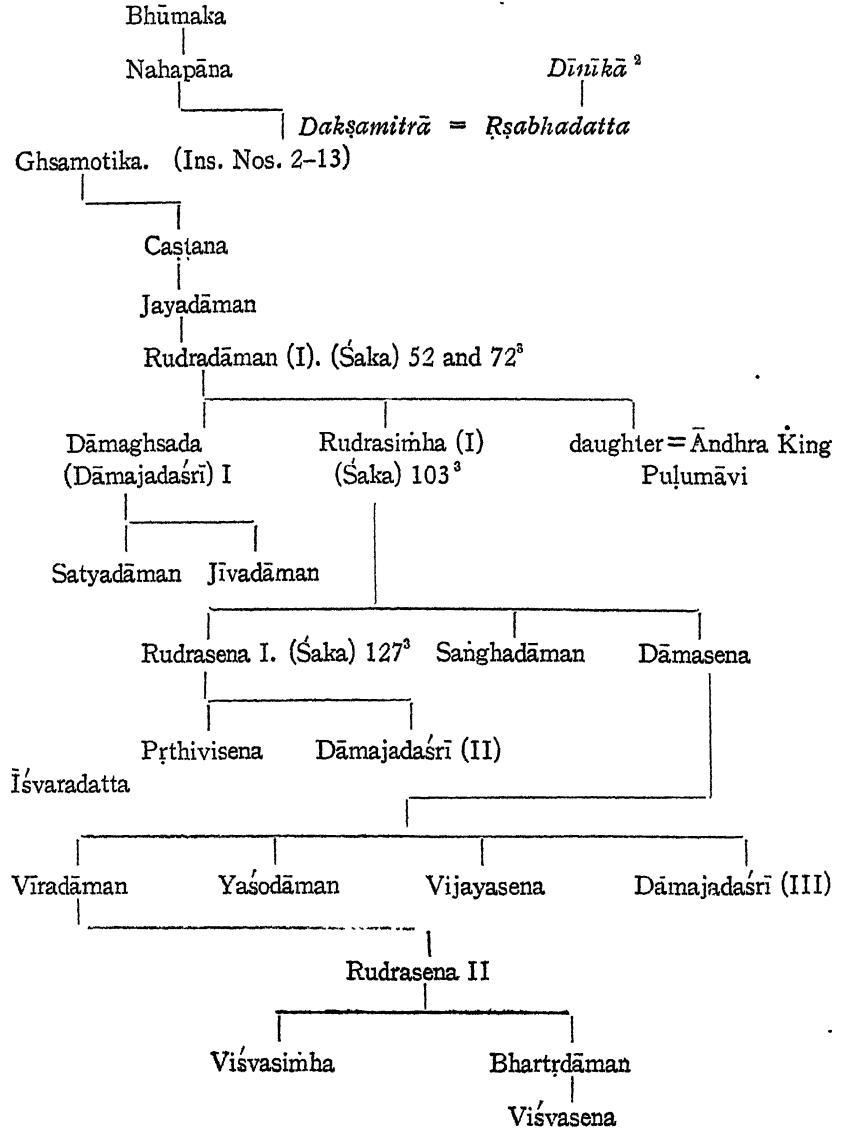 Bhūmaka
Nahapāna Dīnīkā ²
Dakṣamitrā = Ṛṣabhadatta
Ghsamotika. (Ins. Nos. 2–13)
Caṣṭana
Jayadāman
Rudradāman (I). (Śaka) 52 and 72³
Dāmaghsada Rudrasiṁha (I) daughter = Āndhra King
(Dāmajadaśrī) I (Śaka) 103³ Puḷumāvi
Satyadāman Jīvadāman
Rudrasena I. (Śaka) 127³ Saṅghadāman Dāmasena
Pṛthivisena Dāmajadaśrī (II)
Īśvaradatta
Vīradāman Yaśodāman Vijayasena Dāmajadaśrī (III)
Rudrasena II
Viśvasiṁha Bhartṛdāman
Viśvasena